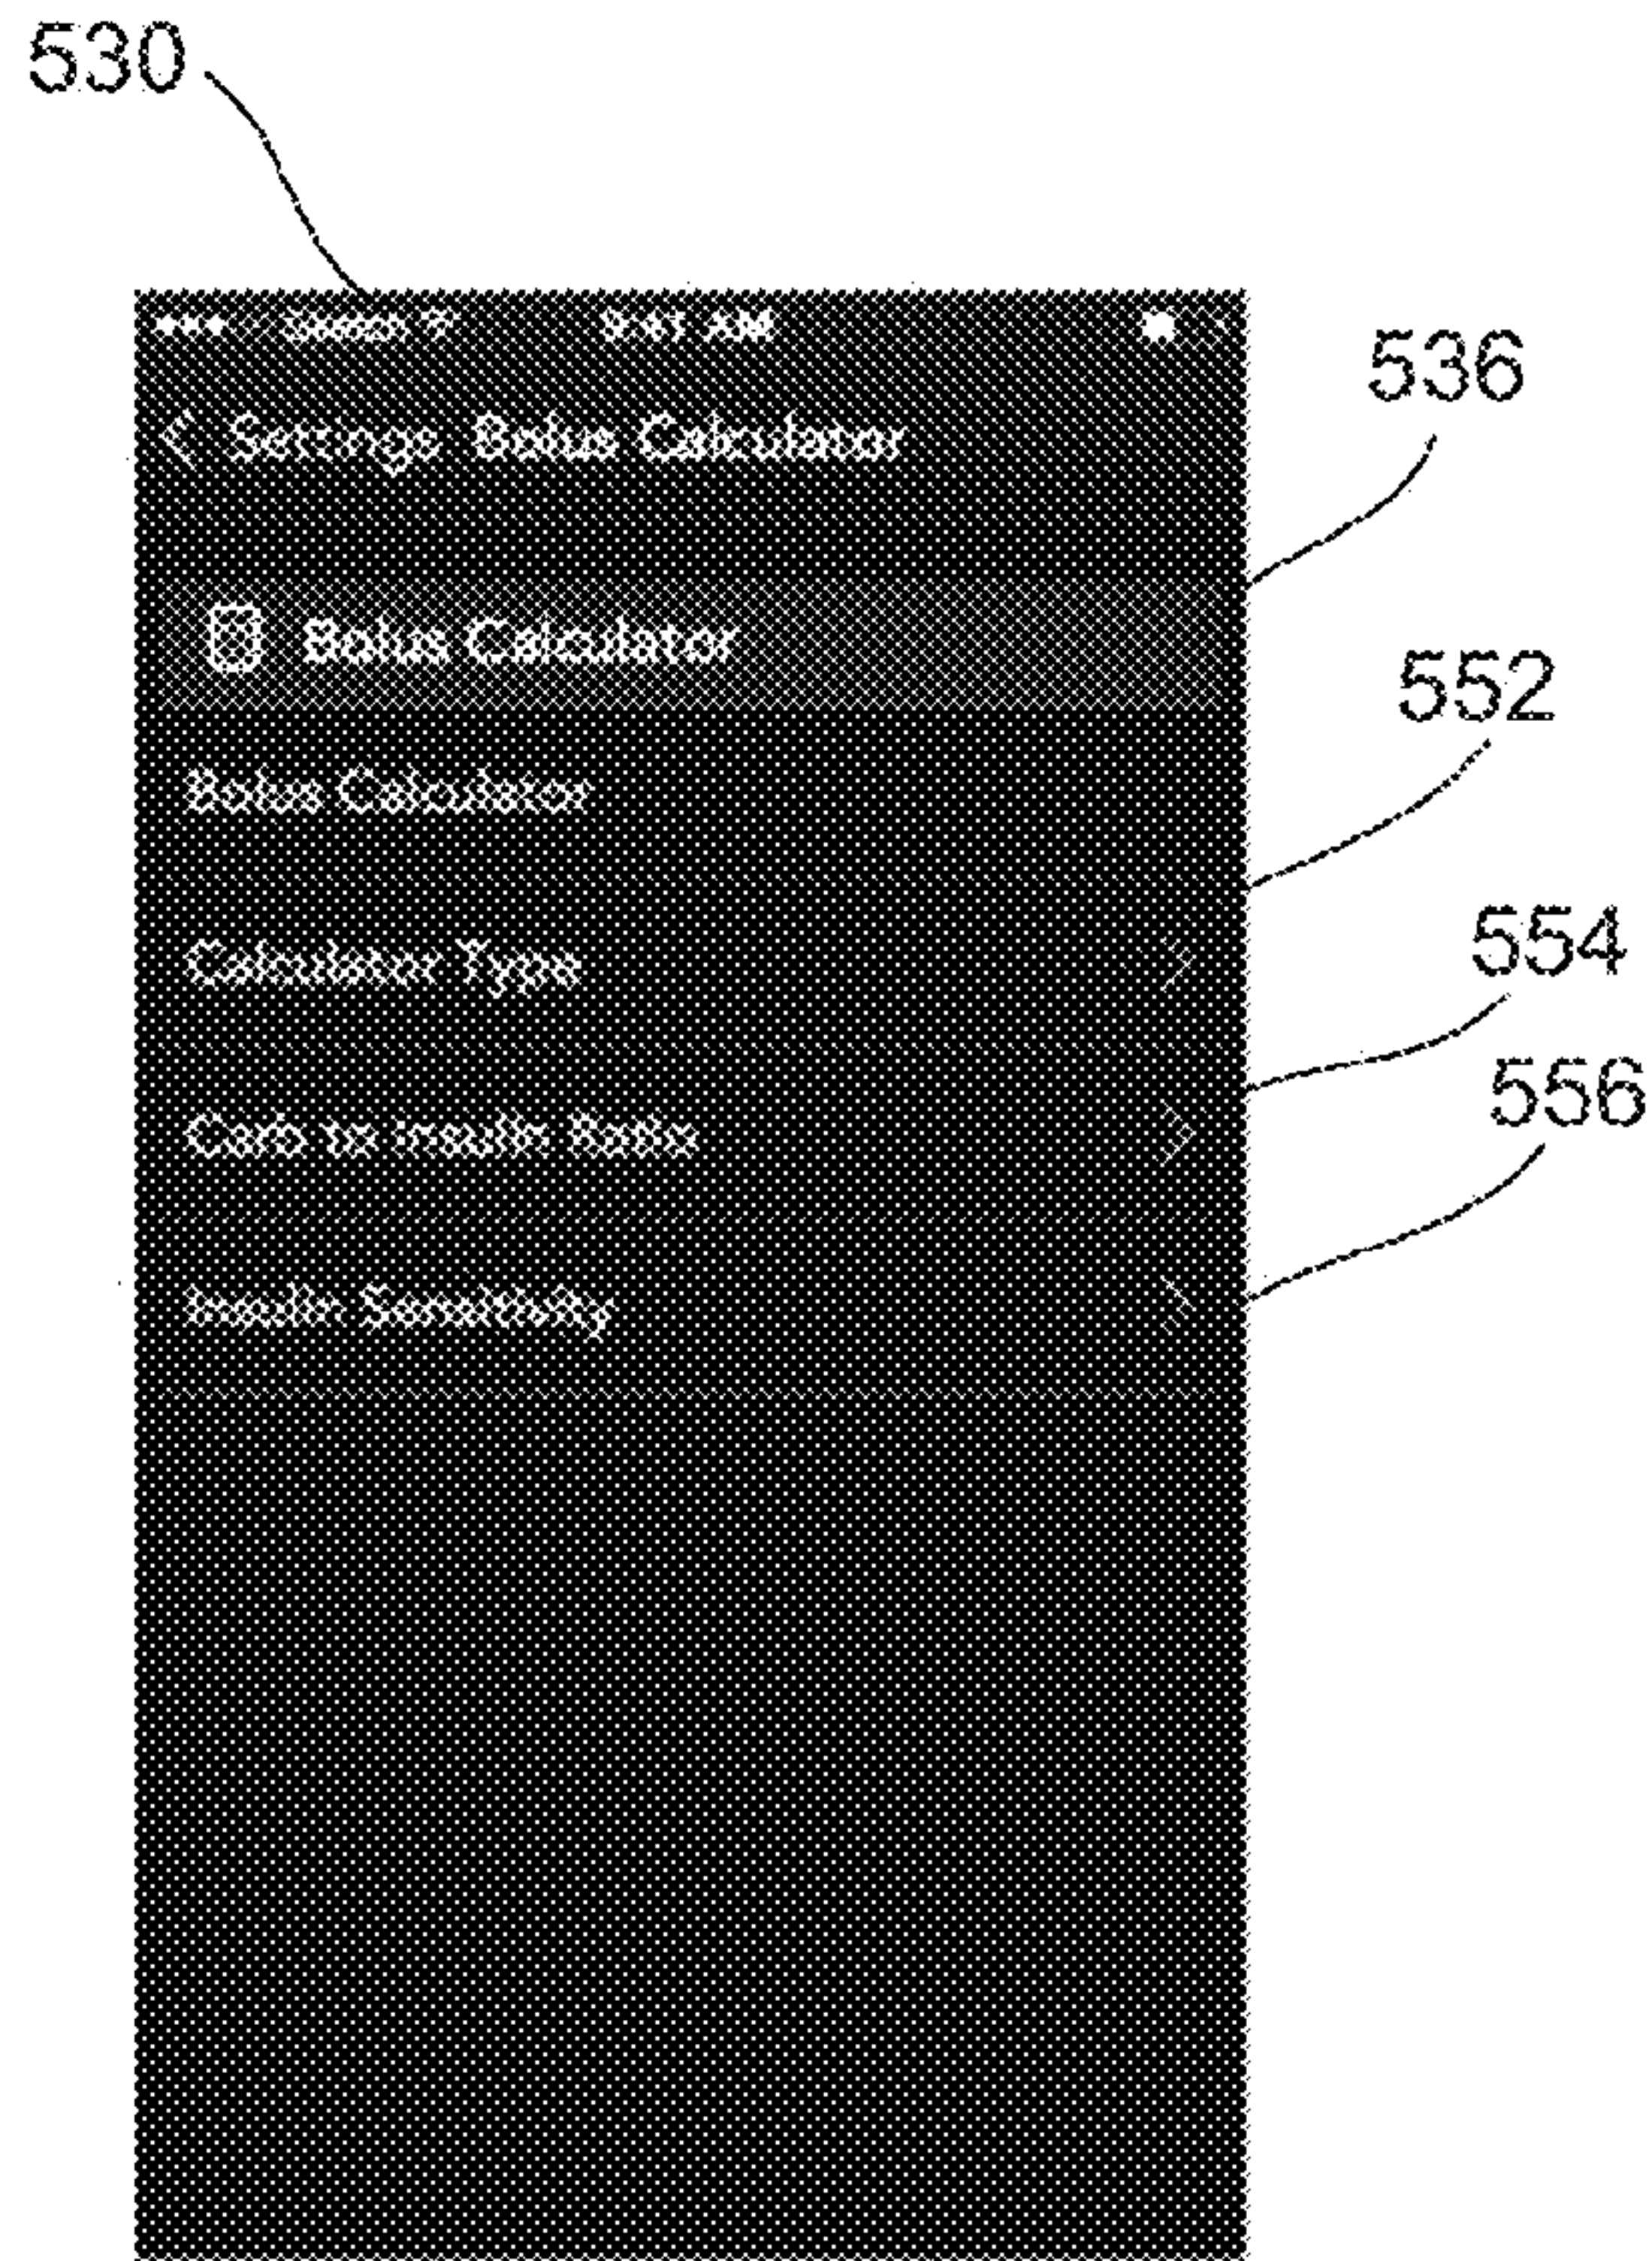 530
9:41 AM
536
Settings Bolus Calculator
Bolus Calculator
552
Bolus Calculator
554
Calculator Type
556
Carb to Insulin Ratio
Insulin Sensitivity